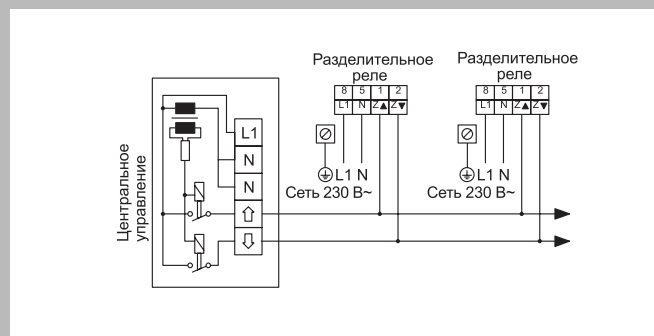 Разделительное
реле
8 5 1 2
L1 N Z▲ Z▼
L1 N
Сеть 230 В~
Разделительное
реле
8 5 1 2
L1 N Z▲ Z▼
L1 N
Сеть 230 В~
Центральное
управление
L1
N
N